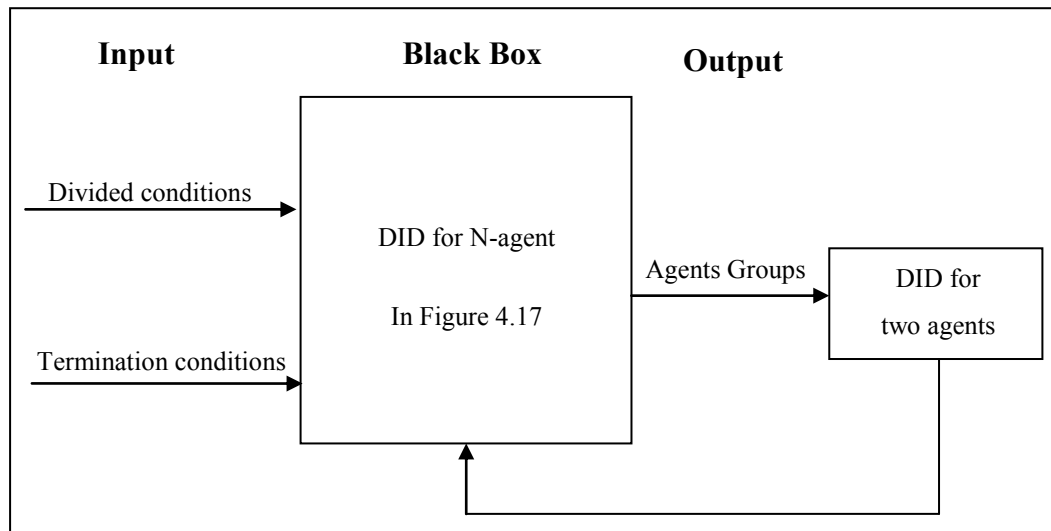 Input
Black Box
Output
Divided conditions
Termination conditions
DID for N-agent
In Figure 4.17
Agents Groups
DID for
two agents